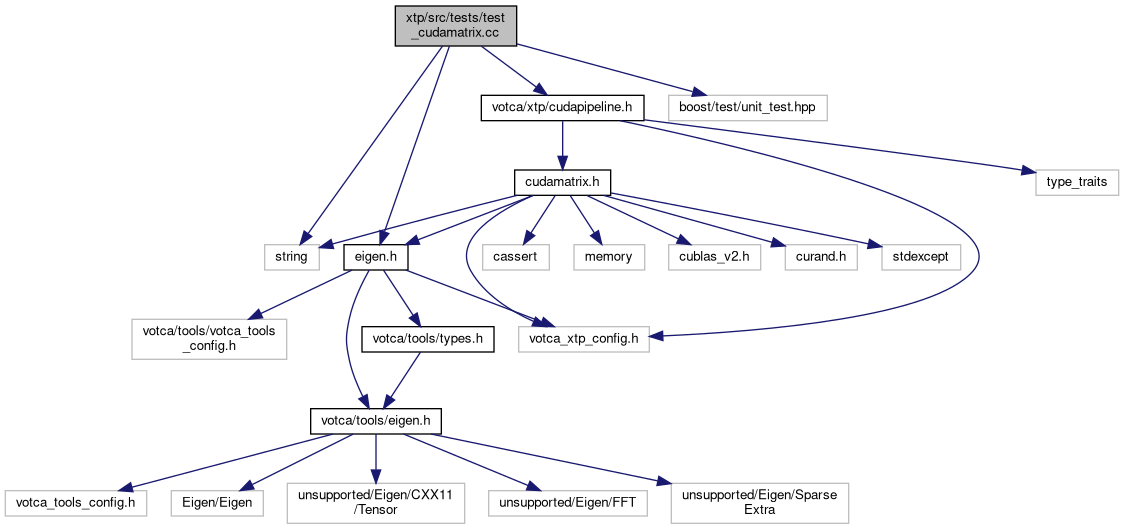 xtp/src/tests/test
_cudamatrix.cc
votca/xtp/cudapipeline.h
boost/test/unit_test.hpp
cudamatrix.h
type_traits
string
eigen.h
cassert
memory
cublas_v2.h
curand.h
stdexcept
votca/tools/votca_tools
_config.h
votca/tools/types.h
votca_xtp_config.h
votca/tools/eigen.h
votca_tools_config.h
Eigen/Eigen
unsupported/Eigen/CXX11
/Tensor
unsupported/Eigen/FFT
unsupported/Eigen/Sparse
Extra